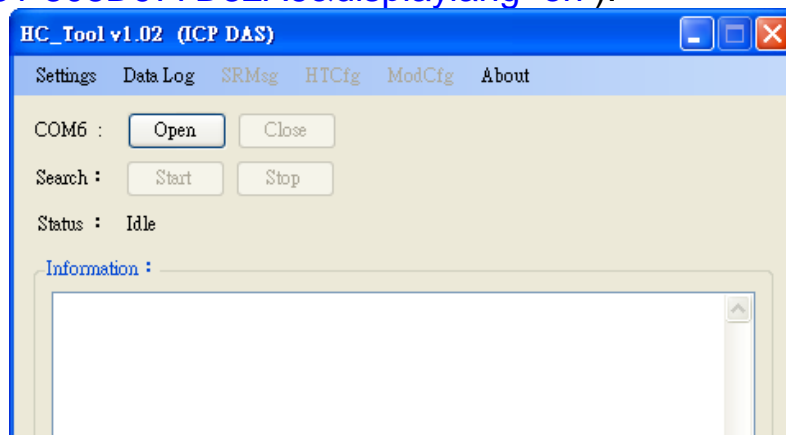 HC_Tool v1.02 (ICP DAS)
Settings Data Log SRMsg HTCfg ModCfg About
COM6 : Open Close
Search : Start Stop
Status : Idle
Information :